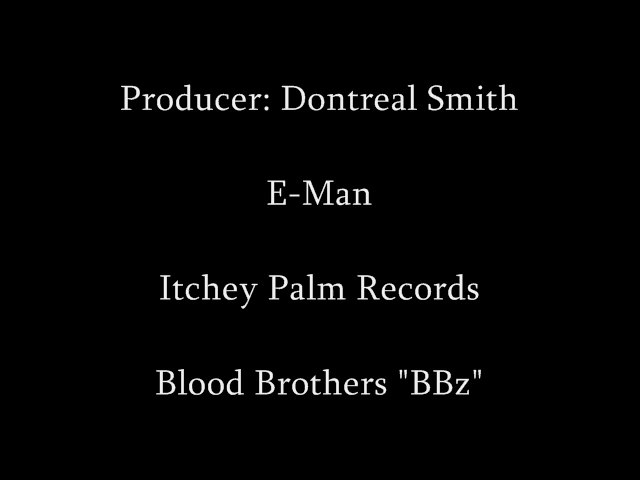 Producer: Dontreal Smith
E-Man
Itchey Palm Records
Blood Brothers "BBz"